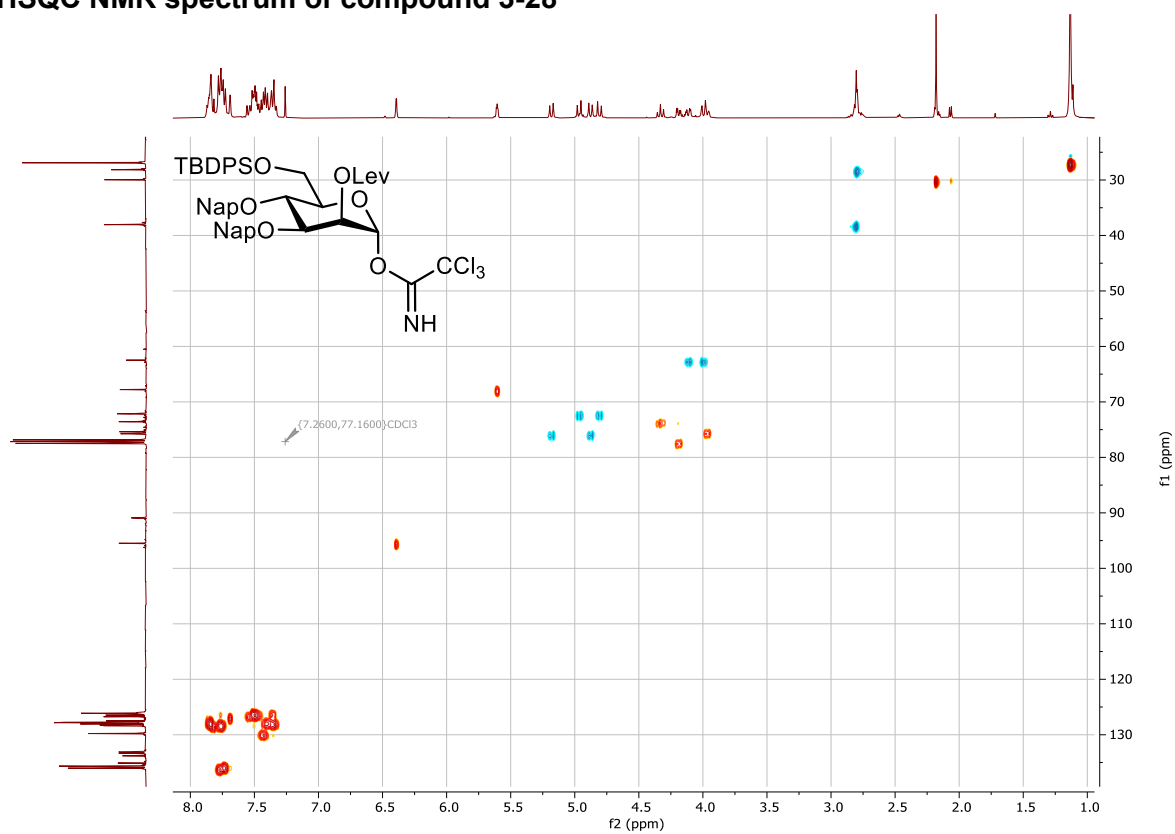 HSQC NMR spectrum of compound 3-28
TBDPSO
OLev
O
NapO
NapO
O
CCl3
NH
{7.2600,77.1600}CDCl3
30
40
50
60
70
80
90
100
110
120
130
f1 (ppm)
8.0 7.5 7.0 6.5 6.0 5.5 5.0 4.5 4.0 3.5 3.0 2.5 2.0 1.5 1.0
f2 (ppm)